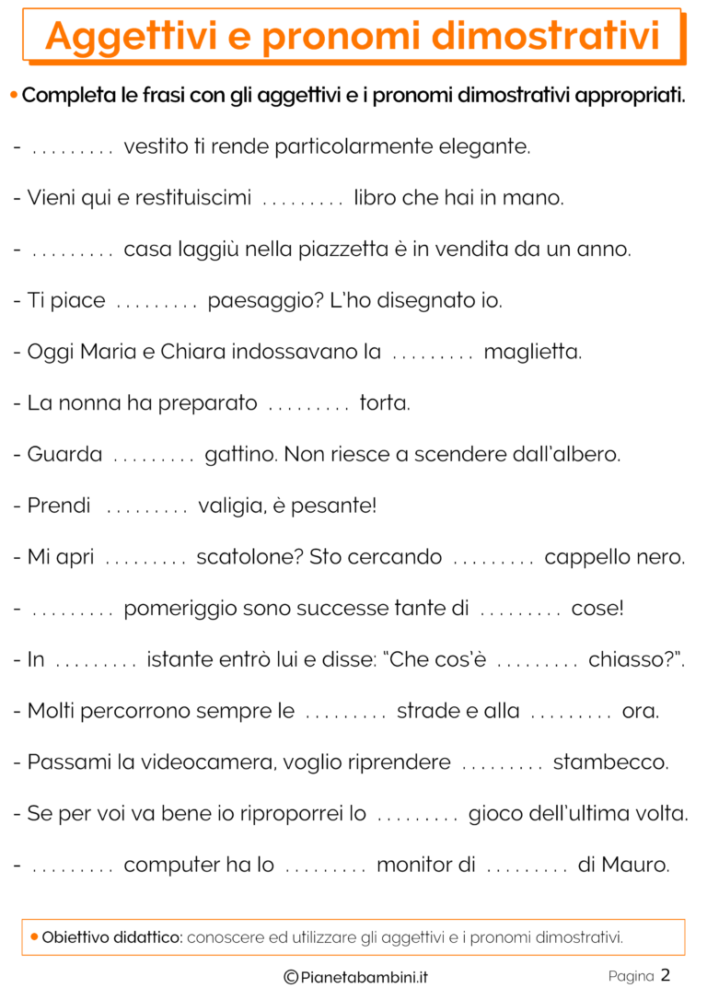 Aggettivi e pronomi dimostrativi
• Completa le frasi con gli aggettivi e i pronomi dimostrativi appropriati.
- ......... vestito ti rende particolarmente elegante.
- Vieni qui e restituiscimi ......... libro che hai in mano.
- ......... casa laggiù nella piazzetta è in vendita da un anno.
- Ti piace ......... paesaggio? L'ho disegnato io.
- Oggi Maria e Chiara indossavano la ......... maglietta.
- La nonna ha preparato ......... torta.
- Guarda ......... gattino. Non riesce a scendere dall'albero.
- Prendi ......... valigia, è pesante!
- Mi apri ......... scatolone? Sto cercando ......... cappello nero.
- ......... pomeriggio sono successe tante di ......... cose!
- In ......... istante entrò lui e disse: "Che cos'è ......... chiasso?".
- Molti percorrono sempre le ......... strade e alla ......... ora.
- Passami la videocamera, voglio riprendere ......... stambecco.
- Se per voi va bene io riproporrei lo ......... gioco dell'ultima volta.
- ......... computer ha lo ......... monitor di ......... di Mauro.
• Obiettivo didattico: conoscere ed utilizzare gli aggettivi e i pronomi dimostrativi.
©Pianetabambini.it
Pagina 2